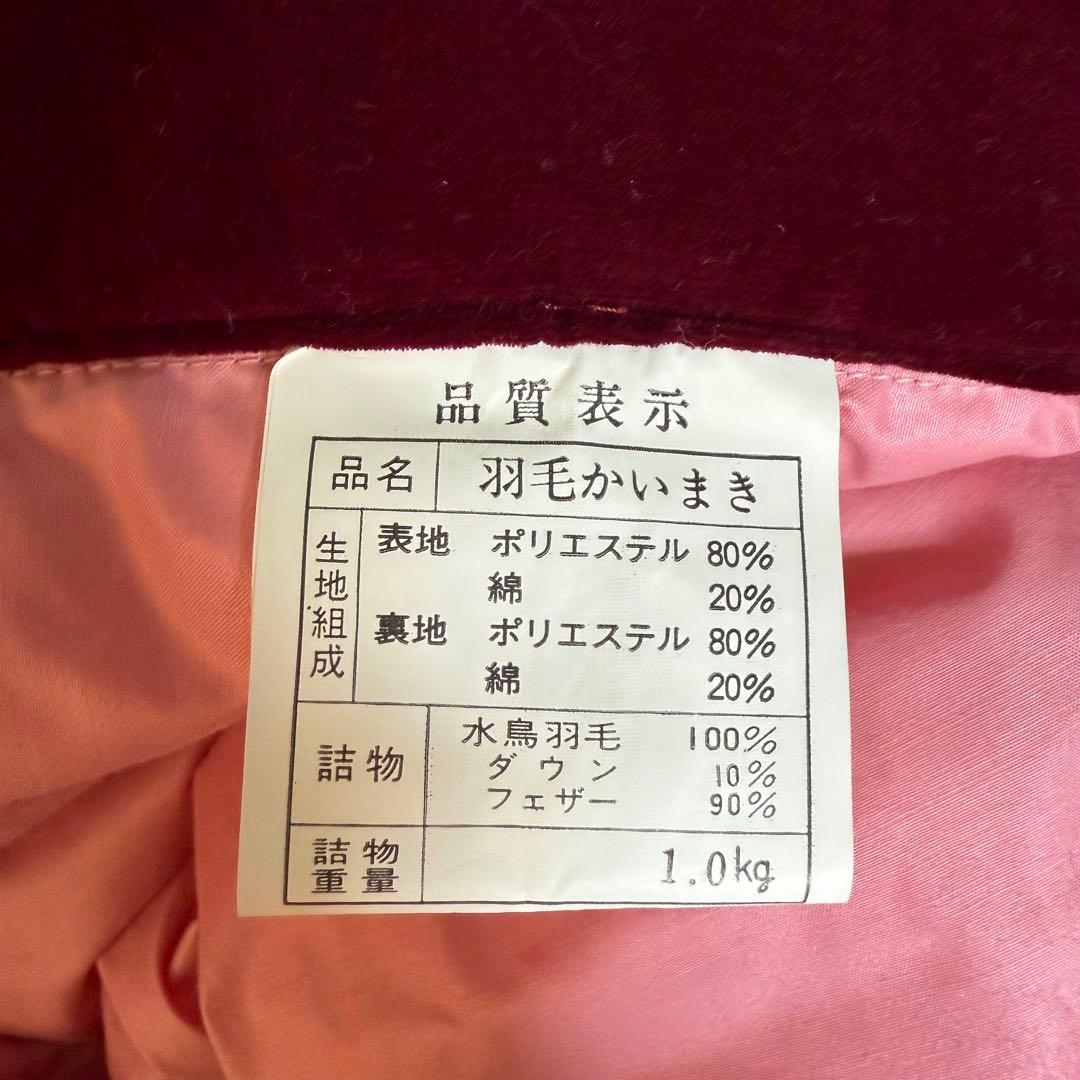 品質表示
品名 羽毛かいまき
生地組成
表地 ポリエステル 80%
綿 20%
裏地 ポリエステル 80%
綿 20%
詰物
水鳥羽毛 100%
ダウン 10%
フェザー 90%
詰物重量 1.0kg